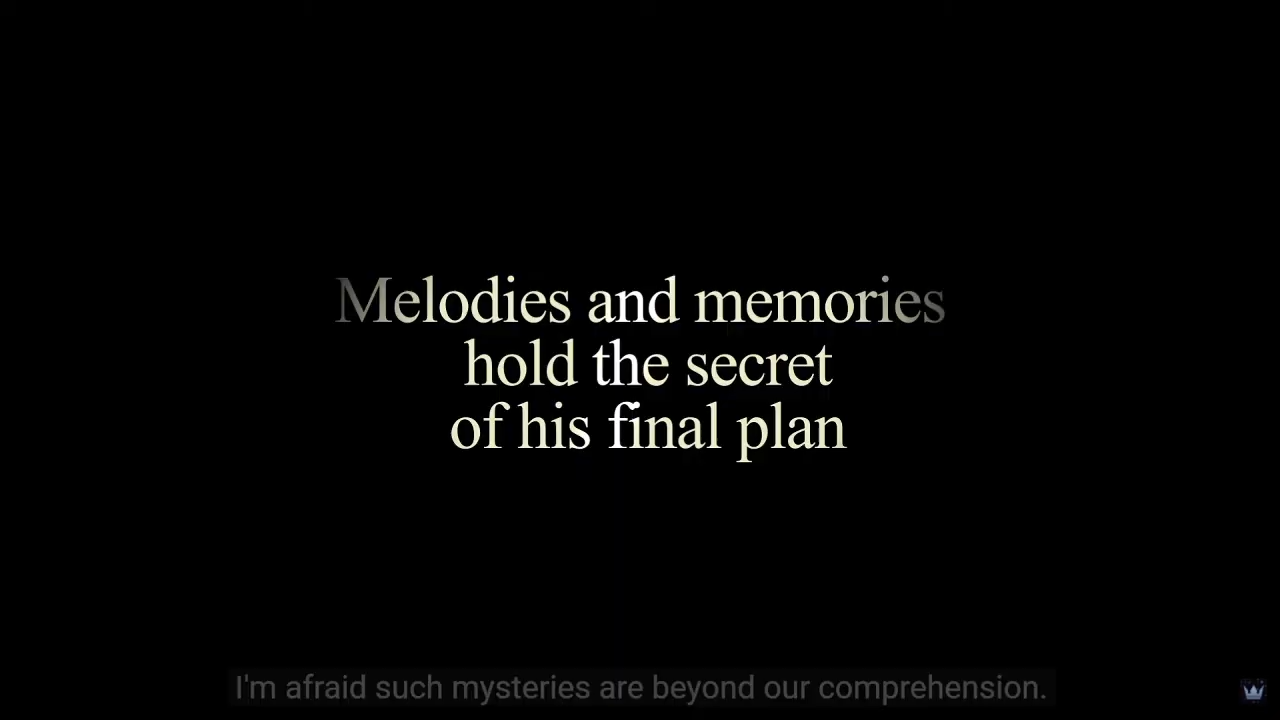 Melodies and memories
hold the secret
of his final plan
I'm afraid such mysteries are beyond our comprehension.